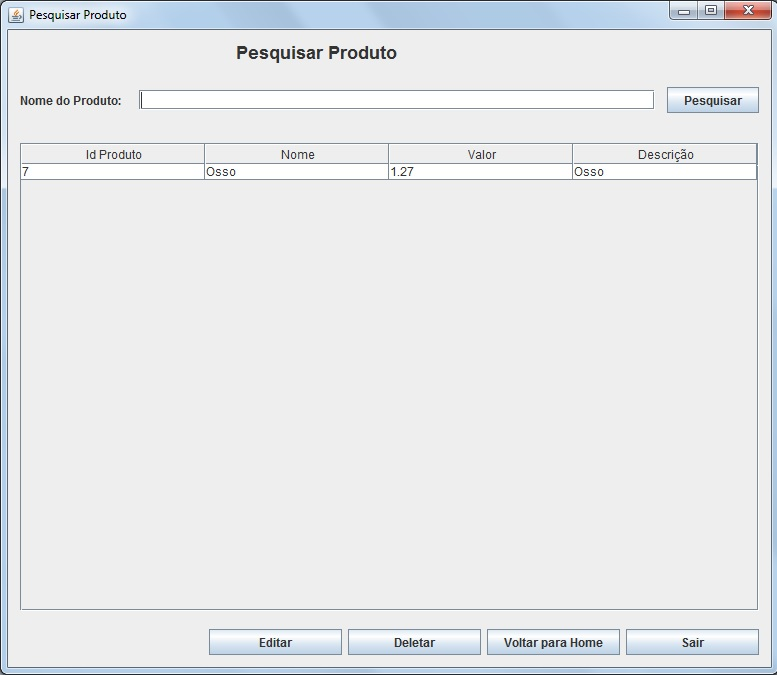 Pesquisar Produto
Pesquisar Produto
Nome do Produto: Pesquisar
Id Produto Nome Valor Descrição
7 Osso 1.27 Osso
Editar Deletar Voltar para Home Sair